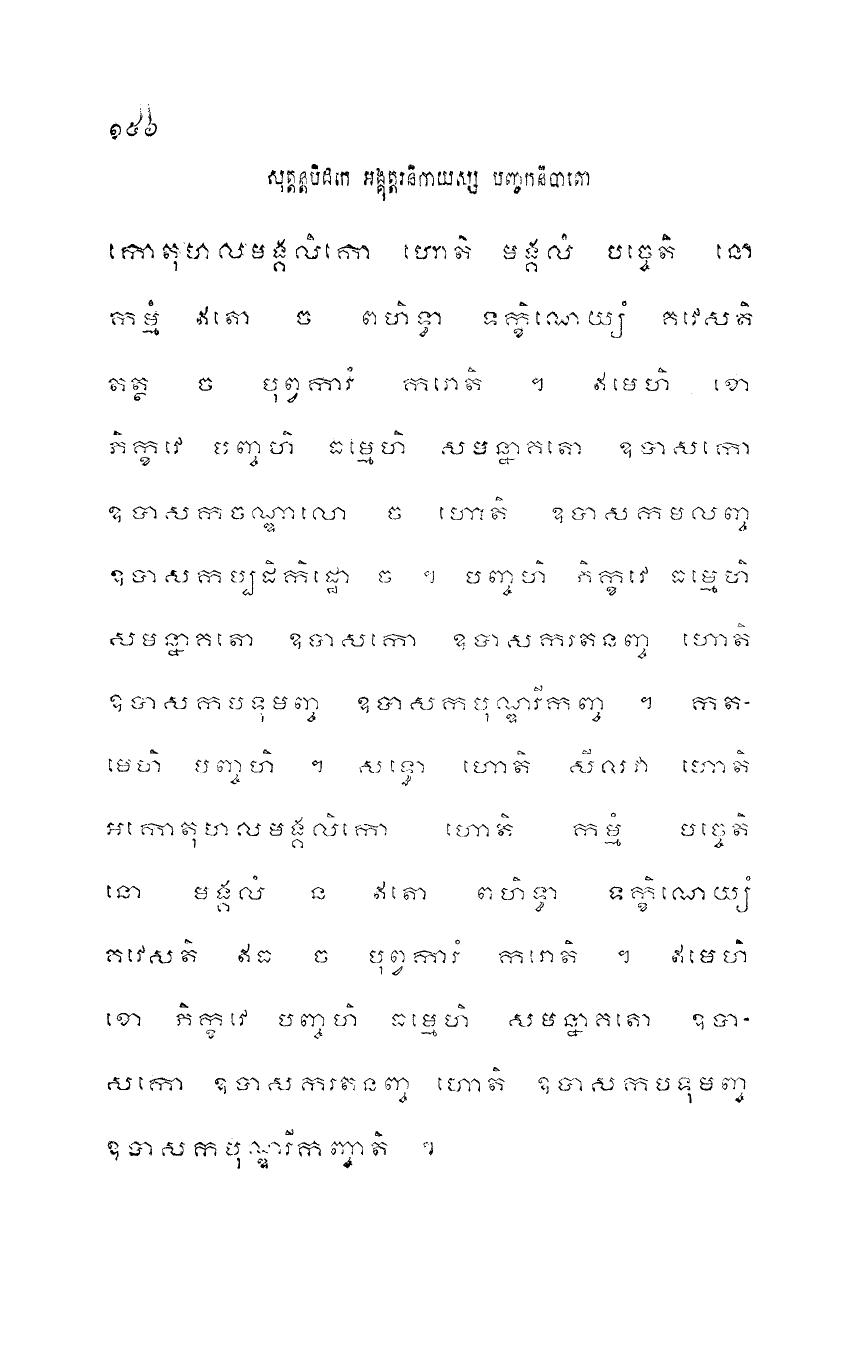 ១៥៦
សុត្តន្តបិដកេ អង្គុត្តរនិកាយស្ស បញ្ចកនិបាតោ
កោតុហលមង្គលិកោ ហោតិ មង្គលំ បច្ចេតិ នោ
កម្មំ ឥតោ ច ពហិទ្ធា ទក្ខិណេយ្យំ គវេសតិ
តត្ថ ច បុព្វការំ ករោតិ ។ ឥមេហិ ខោ
ភិក្ខវេ បញ្ចហិ ធម្មេហិ សមន្នាគតោ ឧបាសកោ
ឧបាសកចណ្ឌាលោ ច ហោតិ ឧបាសកមលញ្ច
ឧបាសកប្បដិកិដ្ឋោ ច ។ បញ្ចហិ ភិក្ខវេ ធម្មេហិ
សមន្នាគតោ ឧបាសកោ ឧបាសករតនញ្ច ហោតិ
ឧបាសកបទុមញ្ច ឧបាសកបុណ្ឌរីកញ្ច ។ កត-
មេហិ បញ្ចហិ ។ សទ្ធោ ហោតិ សីលវា ហោតិ
អកោតុហលមង្គលិកោ ហោតិ កម្មំ បច្ចេតិ
នោ មង្គលំ ន ឥតោ ពហិទ្ធា ទក្ខិណេយ្យំ
គវេសតិ ឥធ ច បុព្វការំ ករោតិ ។ ឥមេហិ
ខោ ភិក្ខវេ បញ្ចហិ ធម្មេហិ សមន្នាគតោ ឧបា-
សកោ ឧបាសករតនញ្ច ហោតិ ឧបាសកបទុមញ្ច
ឧបាសកបុណ្ឌរីកញ្ចាតិ ។